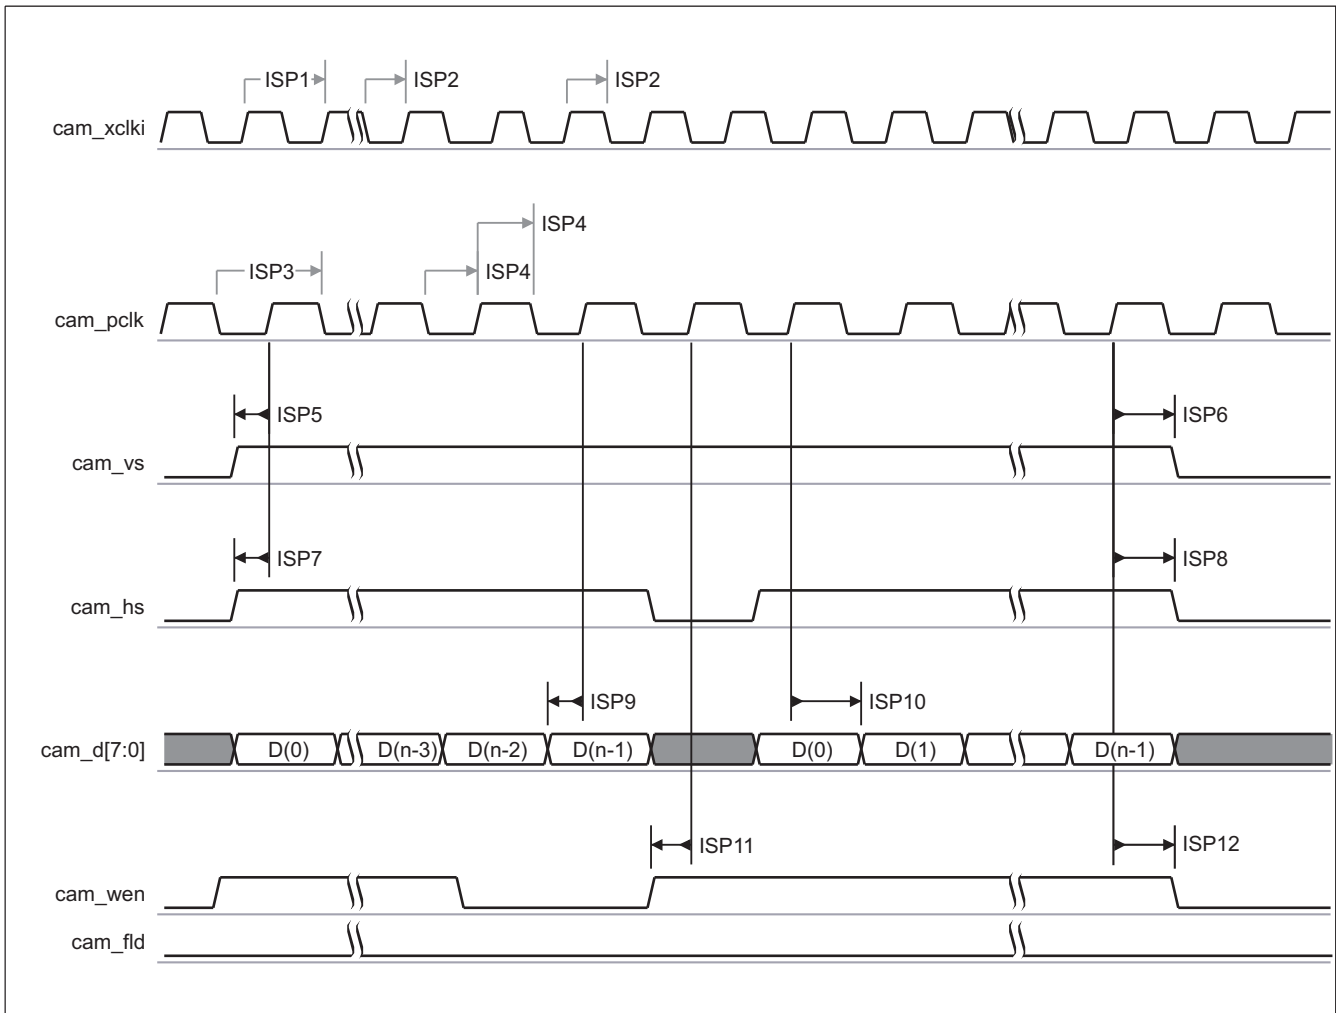 ISP1
ISP2
ISP2
cam_xclki
ISP4
ISP3
ISP4
cam_pclk
ISP5
ISP6
cam_vs
ISP7
ISP8
cam_hs
ISP9
ISP10
cam_d[7:0]
D(0)
D(n-3)
D(n-2)
D(n-1)
D(0)
D(1)
D(n-1)
ISP11
ISP12
cam_wen
cam_fld